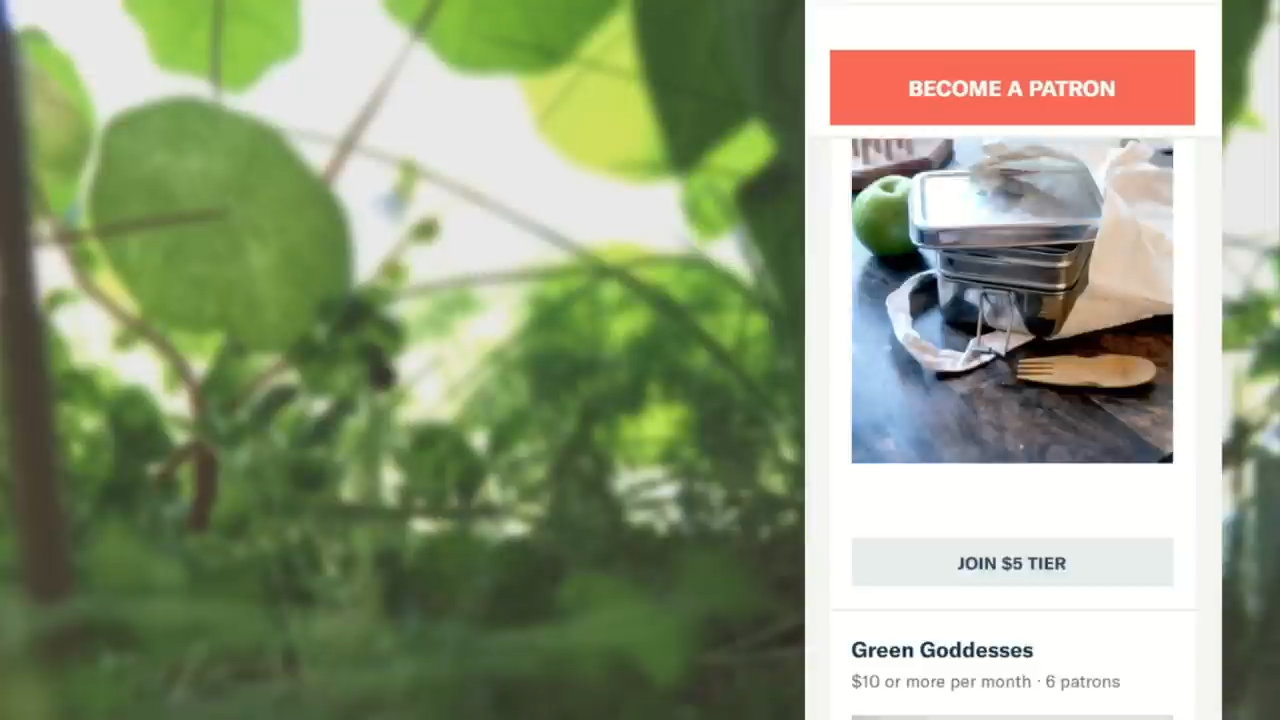 BECOME A PATRON
JOIN $5 TIER
Green Goddesses
$10 or more per month · 6 patrons